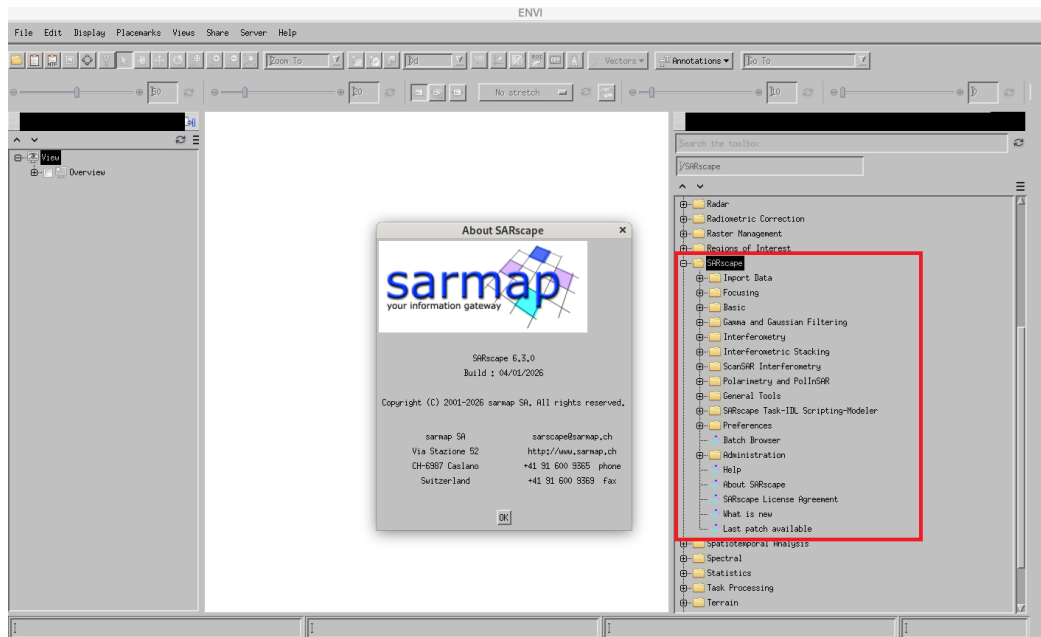 ENVI
File Edit Display Placemarks Views Share Server Help
Zoom To
Vectors
Annotations
Go To
50
20
No stretch
10
0
View
Overview
Search the toolbox
/SARscape
Radar
Radiometric Correction
Raster Management
Regions of Interest
SARscape
Import Data
Focusing
Basic
Gamma and Gaussian Filtering
Interferometry
Interferometric Stacking
ScanSAR Interferometry
Polarimetry and PolInSAR
General Tools
SARscape Task-IDL Scripting-Modeler
Preferences
Batch Browser
Administration
Help
About SARscape
SARscape License Agreement
What is new
Last patch available
Spatiotemporal Analysis
Spectral
Statistics
Task Processing
Terrain
About SARscape
sarmap
your information gateway
SARscape 6.3.0
Build : 04/01/2026
Copyright (C) 2001-2026 sarmap SA. All rights reserved.
sarmap SA sarscape@sarmap.ch
Via Stazione 52 http://www.sarmap.ch
CH-6987 Caslano +41 91 600 9365 phone
Switzerland +41 91 600 9369 fax
OK